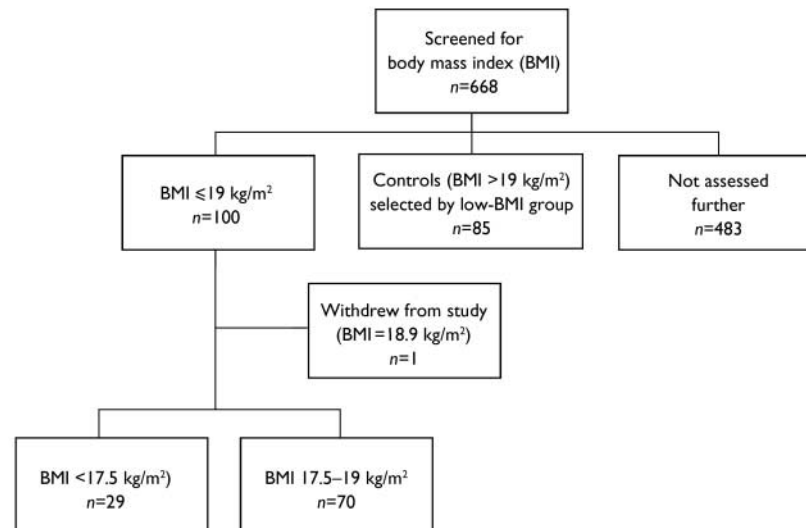 Screened for
body mass index (BMI)
n=668
BMI ⩽19 kg/m²
n=100
Controls (BMI >19 kg/m²)
selected by low-BMI group
n=85
Not assessed
further
n=483
Withdrew from study
(BMI=18.9 kg/m²)
n=1
BMI <17.5 kg/m²)
n=29
BMI 17.5–19 kg/m²
n=70